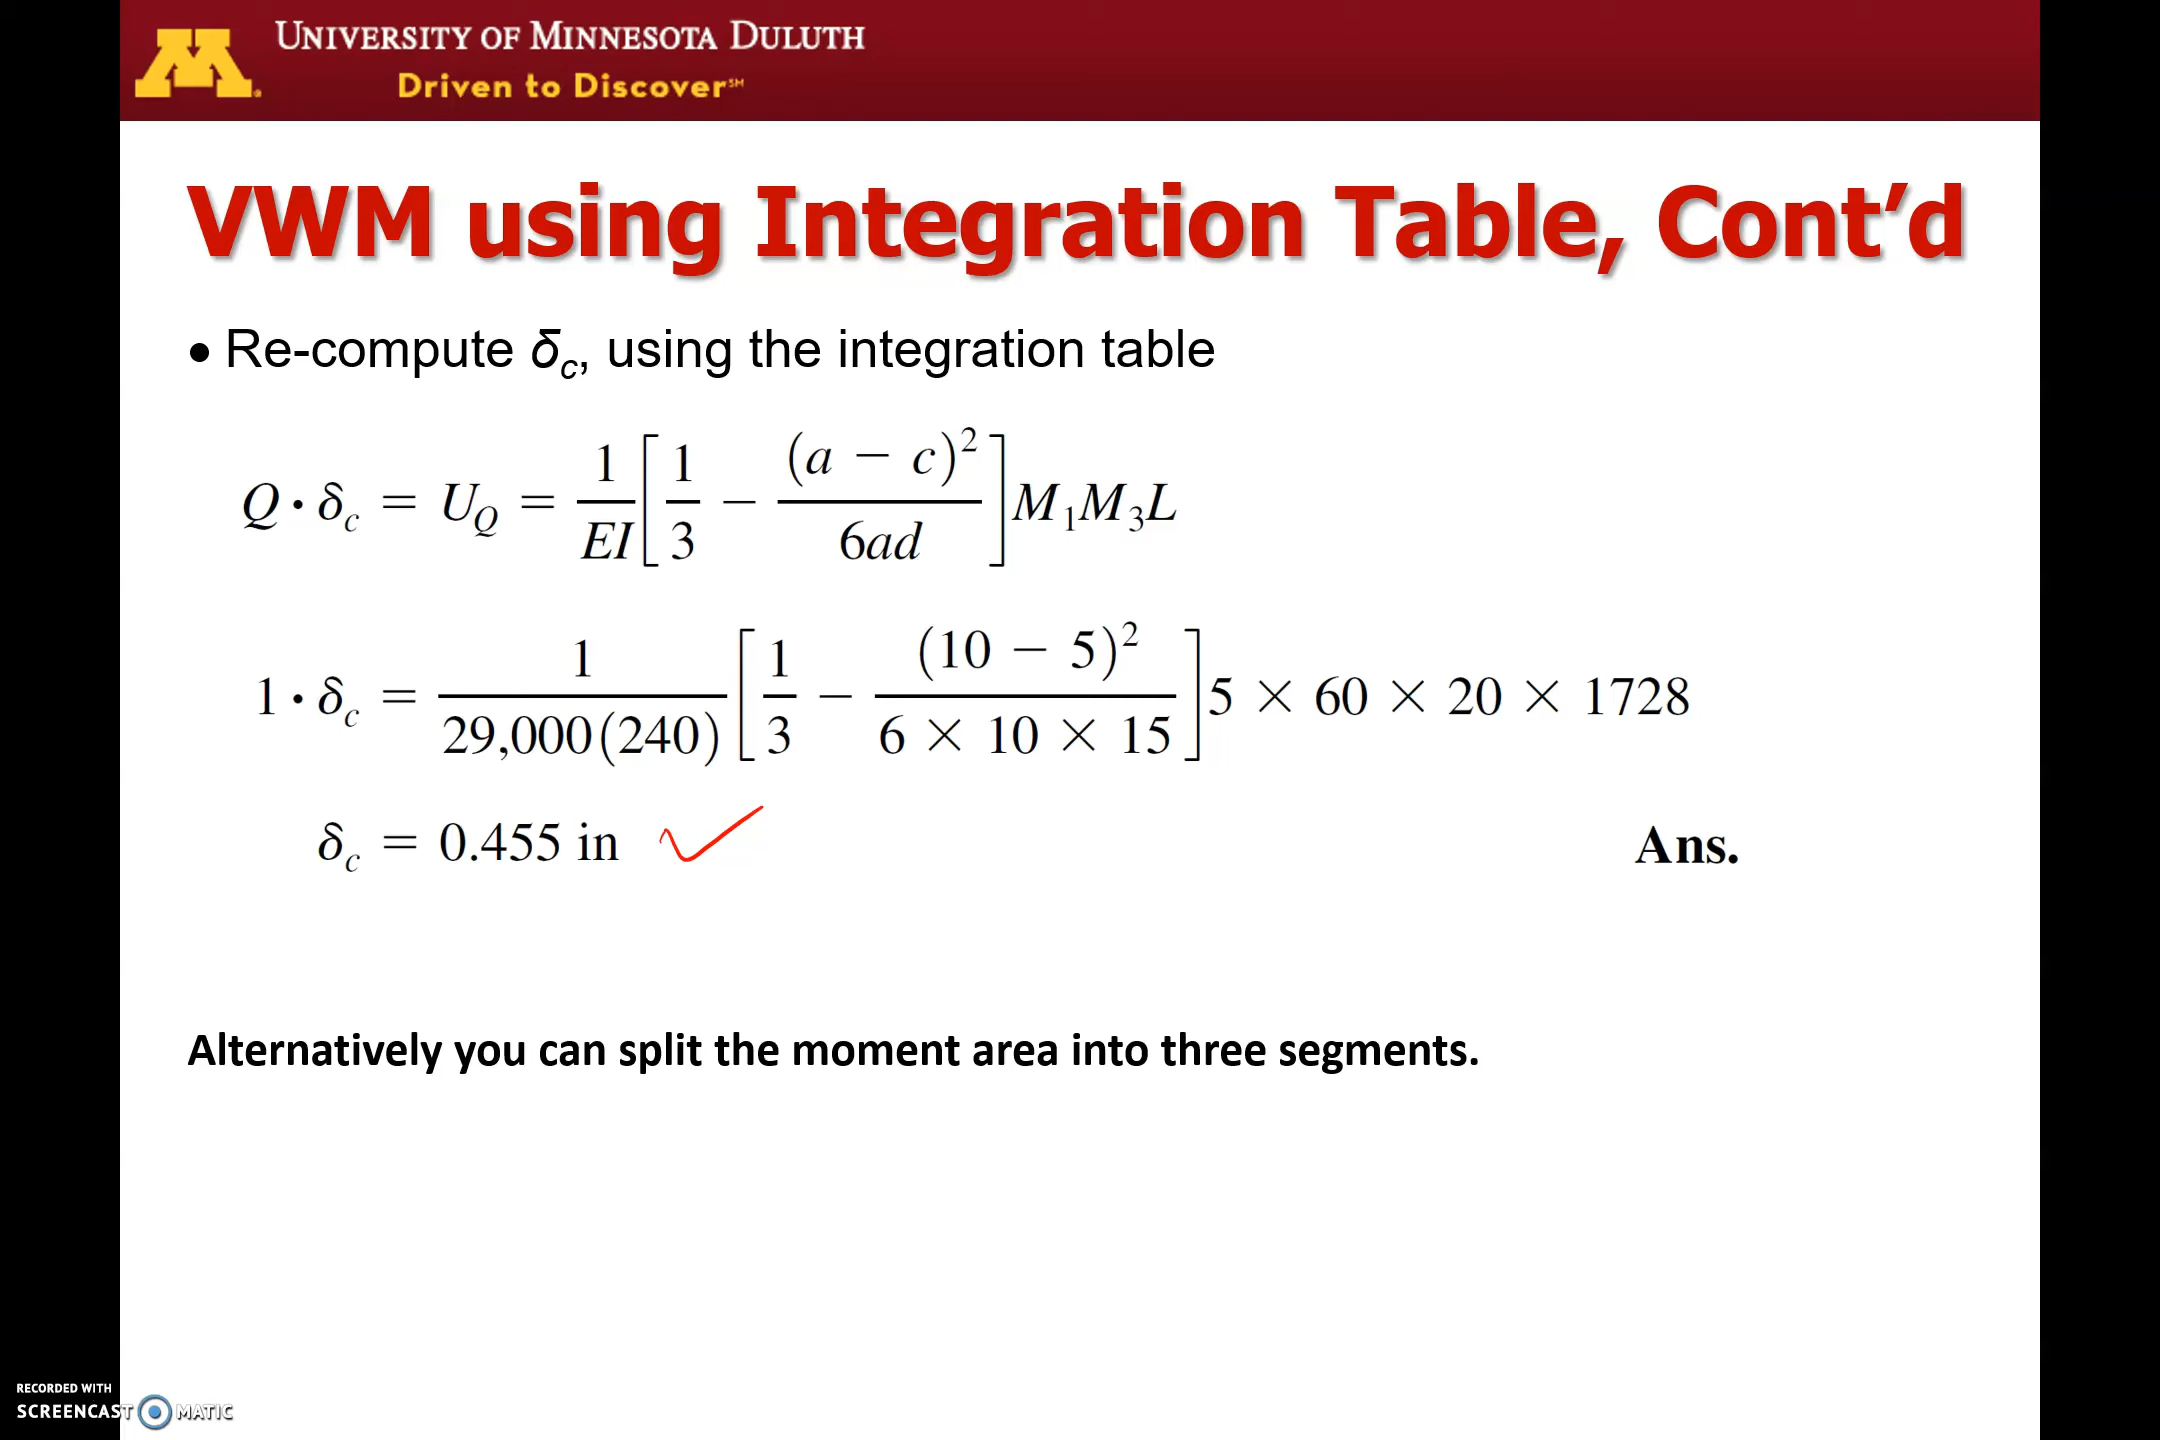 UNIVERSITY OF MINNESOTA DULUTH
M
Driven to Discover℠
VWM using Integration Table, Cont’d
• Re-compute δc, using the integration table
Q · δc = UQ = 1/EI [1/3 − (a − c)²/6ad] M₁M₃L
1 · δc = 1/29,000(240) [1/3 − (10 − 5)²/6 × 10 × 15] 5 × 60 × 20 × 1728
δc = 0.455 in ✓ Ans.
Alternatively you can split the moment area into three segments.
RECORDED WITH
SCREENCAST MATIC